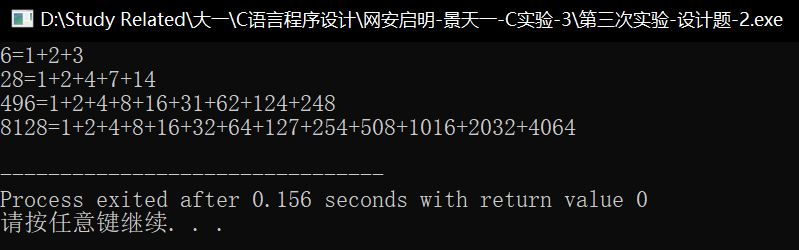 D:\Study Related\大一\C语言程序设计\网安启明-景天一-C实验-3\第三次实验-设计题-2.exe
6=1+2+3
28=1+2+4+7+14
496=1+2+4+8+16+31+62+124+248
8128=1+2+4+8+16+32+64+127+254+508+1016+2032+4064
--------------------------------
Process exited after 0.156 seconds with return value 0
请按任意键继续. . .